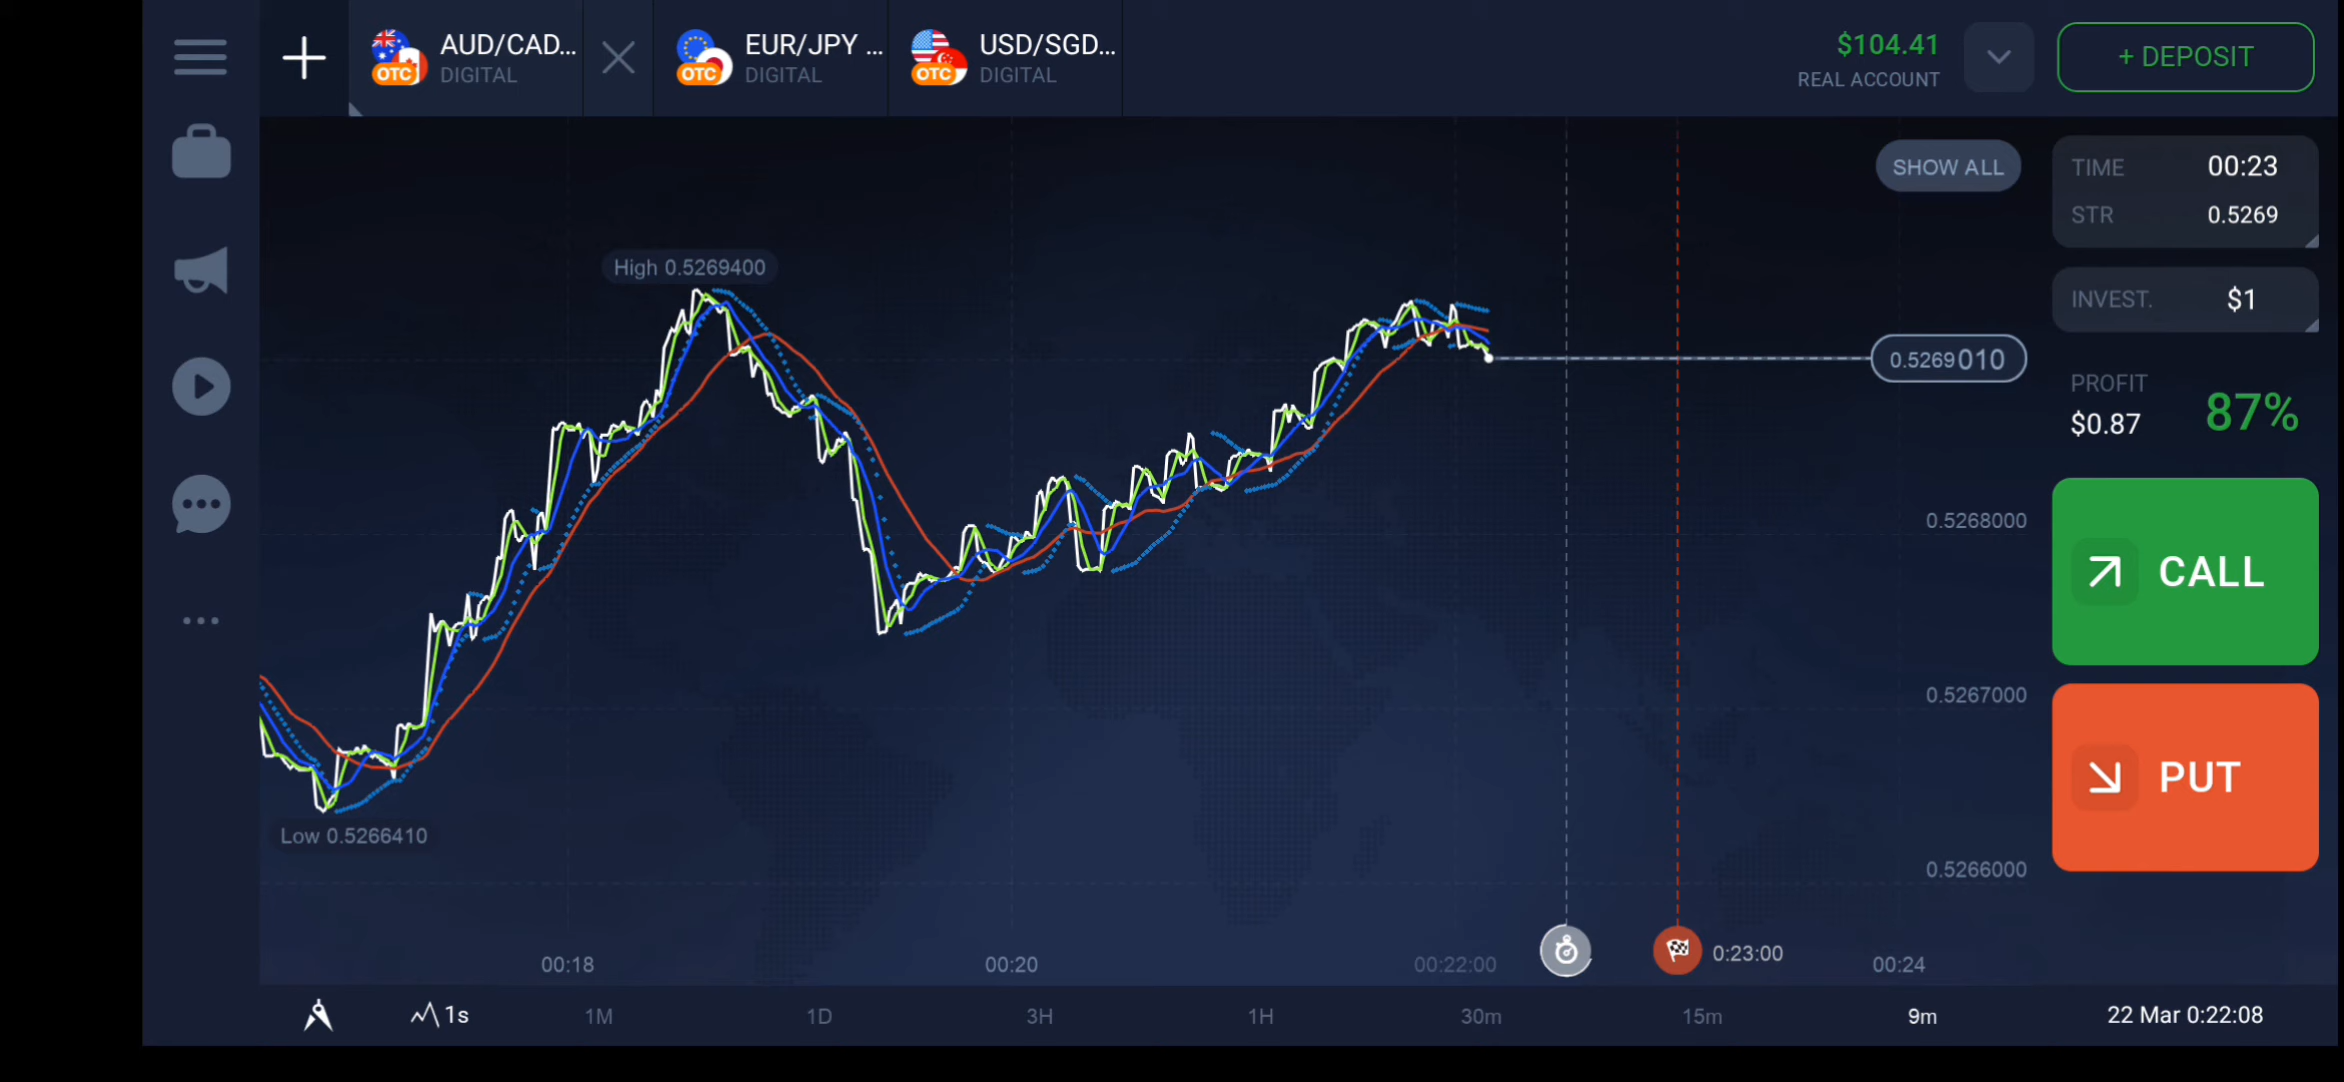 AUD/CAD...
DIGITAL
OTC
EUR/JPY ...
DIGITAL
OTC
USD/SGD...
DIGITAL
OTC
$104.41
REAL ACCOUNT
+ DEPOSIT
SHOW ALL
TIME 00:23
STR 0.5269
INVEST. $1
PROFIT
$0.87
87%
CALL
PUT
High 0.5269400
0.5269010
0.5268000
0.5267000
Low 0.5266410
0.5266000
00:18
00:20
00:22:00
0:23:00
00:24
1s
1M
1D
3H
1H
30m
15m
9m
22 Mar 0:22:08